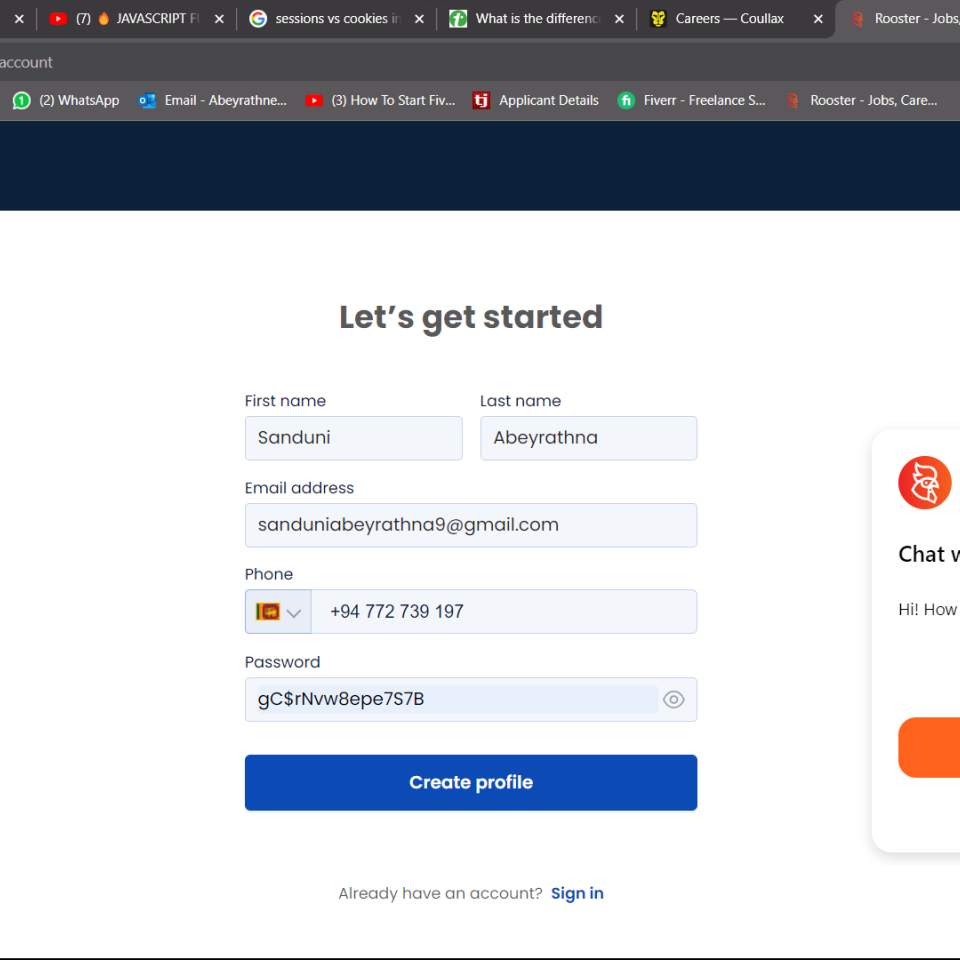 (7) 🔥 JAVASCRIPT
sessions vs cookies in
What is the differenc
Careers — Coullax
Rooster - Jobs,
account
(2) WhatsApp
Email - Abeyrathne...
(3) How To Start Fiv...
tj
Applicant Details
fi
Fiverr - Freelance S...
Rooster - Jobs, Care...
Let’s get started
First name
Last name
Sanduni
Abeyrathna
Email address
sanduniabeyrathna9@gmail.com
Phone
+94 772 739 197
Password
gC$rNvw8epe7S7B
Create profile
Already have an account? Sign in
Chat
Hi! How